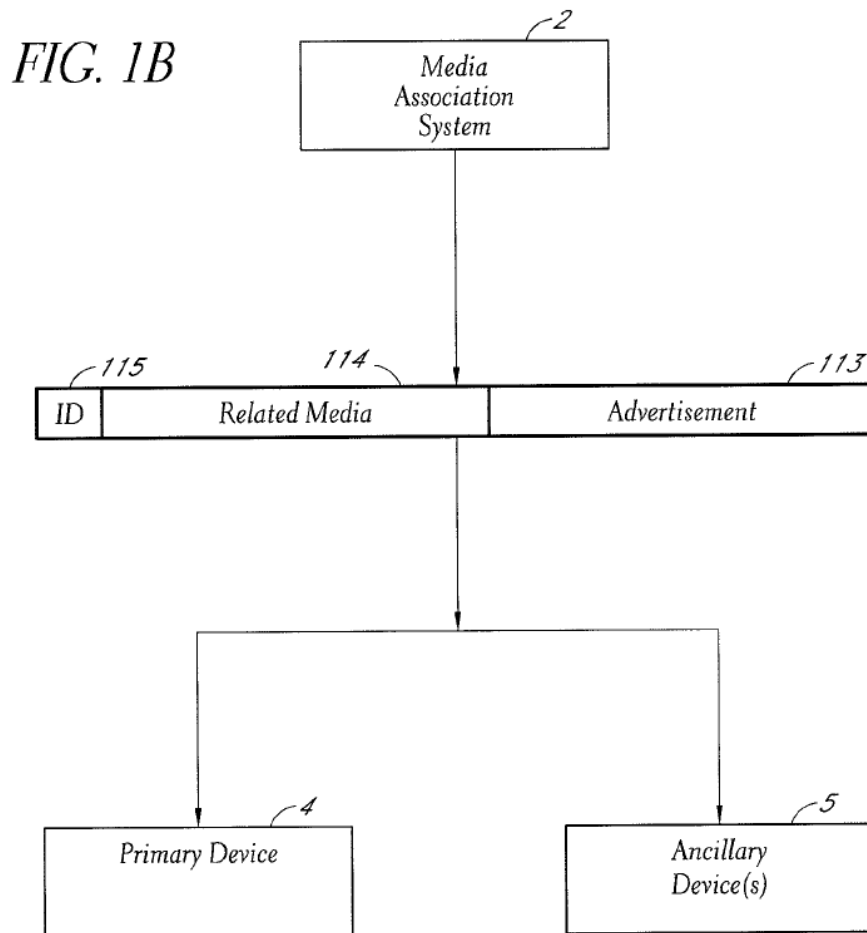 FIG. 1B
2
Media
Association
System
115
114
113
ID
Related Media
Advertisement
4
5
Primary Device
Ancillary
Device(s)